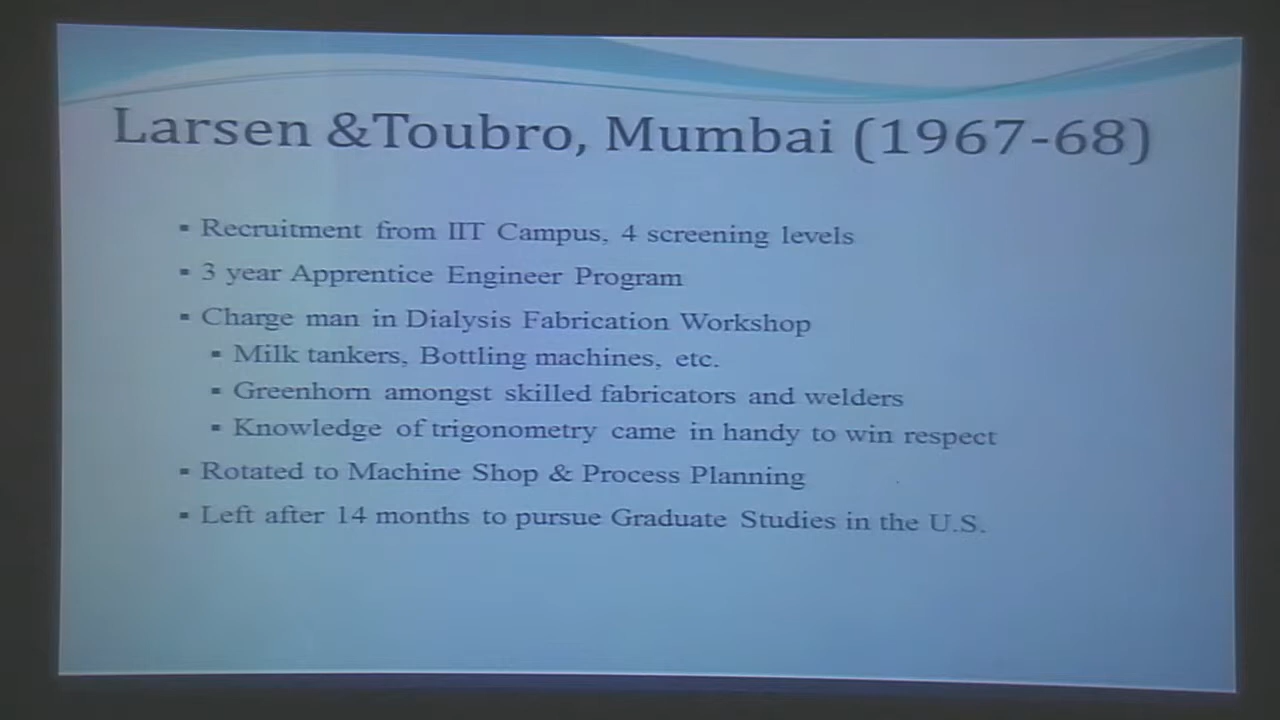 Larsen &Toubro, Mumbai (1967-68)
▪ Recruitment from IIT Campus, 4 screening levels
▪ 3 year Apprentice Engineer Program
▪ Charge man in Dialysis Fabrication Workshop
▪ Milk tankers, Bottling machines, etc.
▪ Greenhorn amongst skilled fabricators and welders
▪ Knowledge of trigonometry came in handy to win respect
▪ Rotated to Machine Shop & Process Planning
▪ Left after 14 months to pursue Graduate Studies in the U.S.